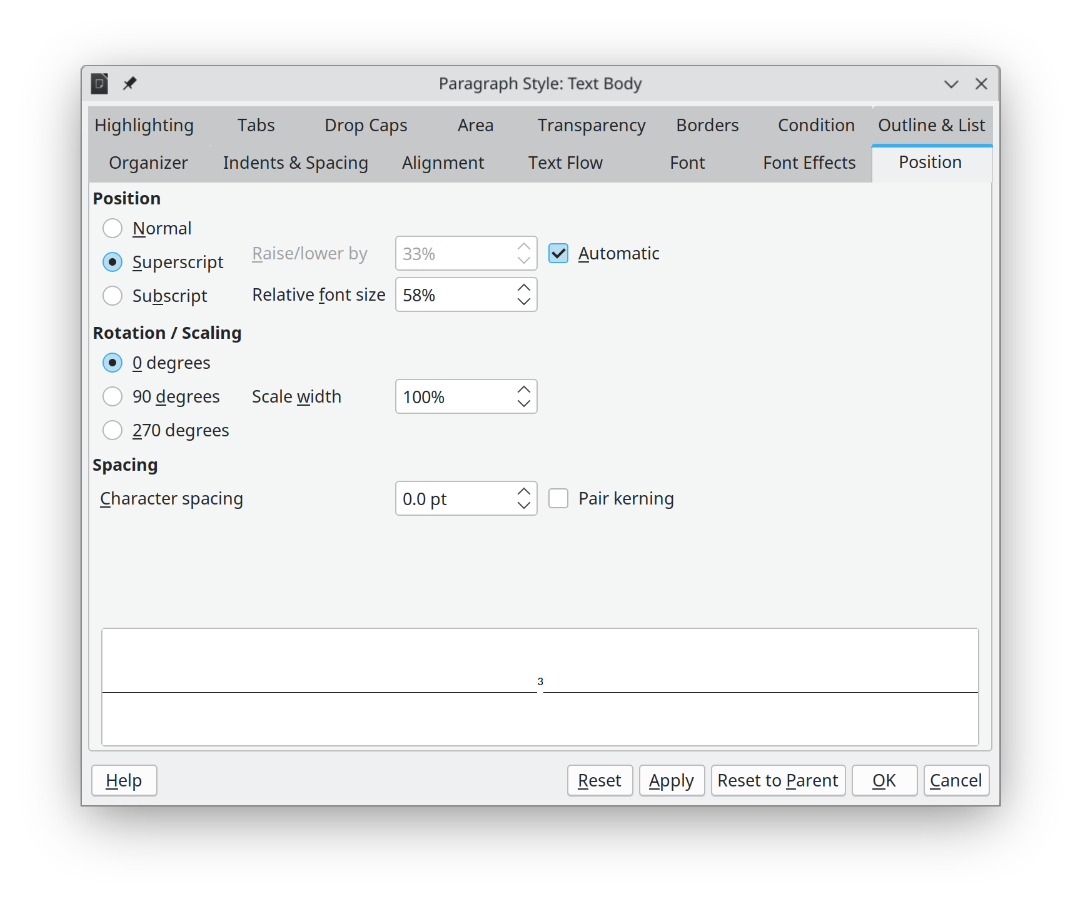 Paragraph Style: Text Body
Highlighting Tabs Drop Caps Area Transparency Borders Condition Outline & List
Organizer Indents & Spacing Alignment Text Flow Font Font Effects Position
Position
Normal
Superscript Raise/lower by 33% Automatic
Subscript Relative font size 58%
Rotation / Scaling
0 degrees
90 degrees Scale width 100%
270 degrees
Spacing
Character spacing 0.0 pt Pair kerning
3
Help Reset Apply Reset to Parent OK Cancel